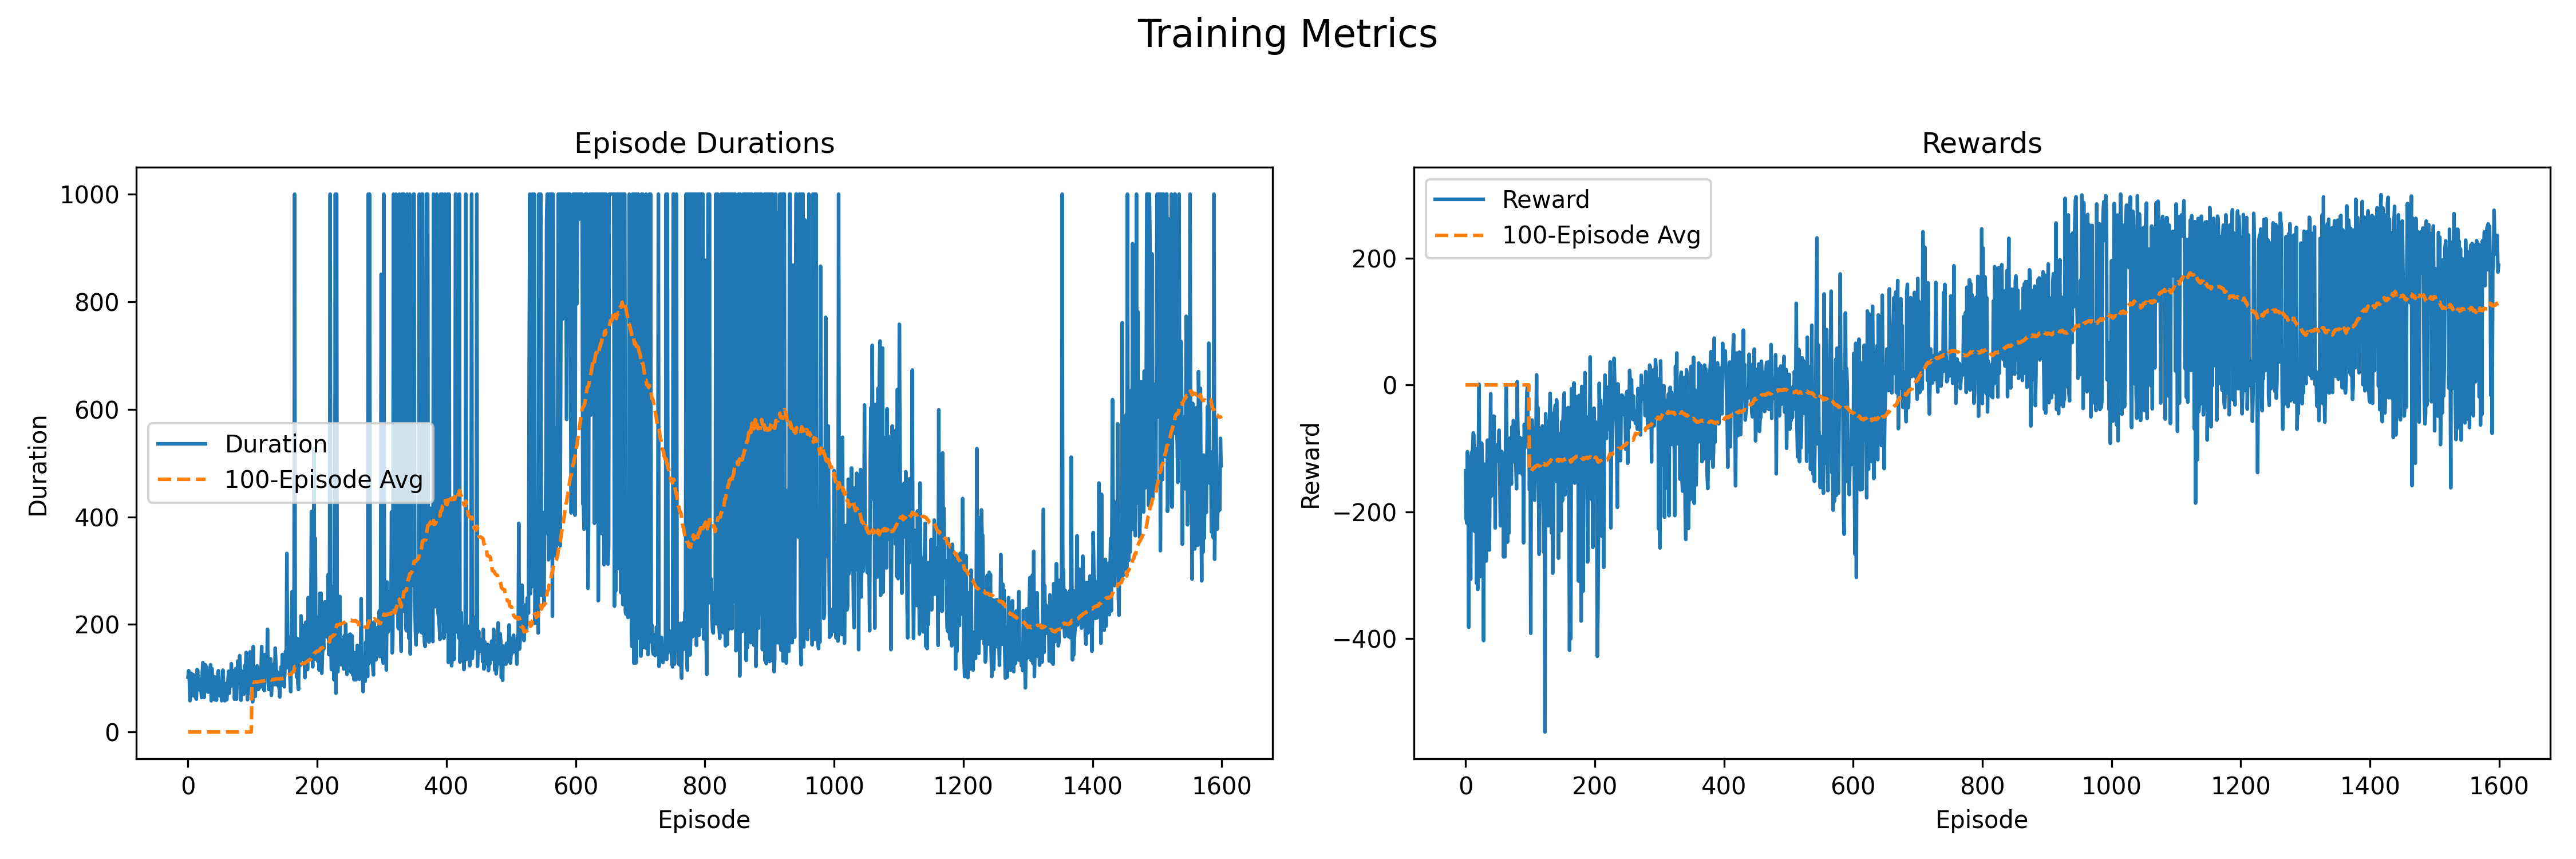 Training Metrics
Episode Durations
1000
800
600
400
200
0
Duration
Duration
100-Episode Avg
0 200 400 600 800 1000 1200 1400 1600
Episode
Rewards
200
0
−200
−400
Reward
Reward
100-Episode Avg
0 200 400 600 800 1000 1200 1400 1600
Episode